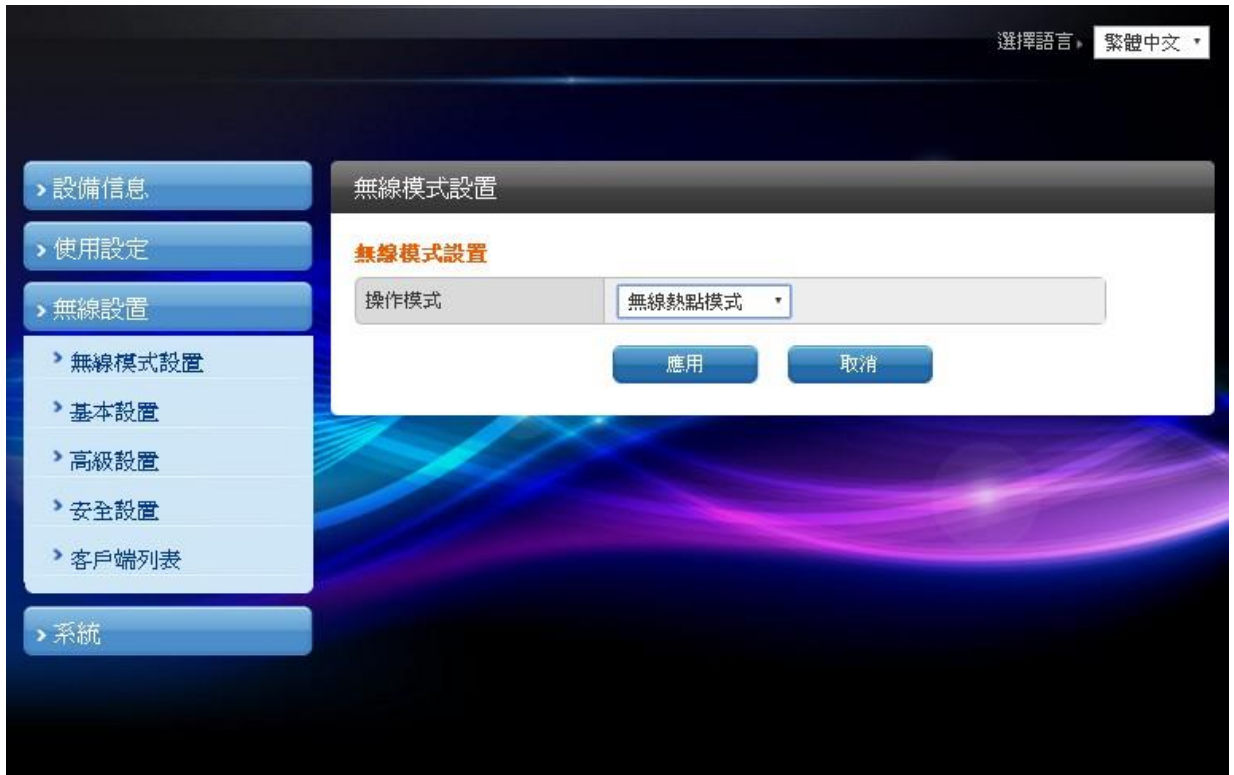 選擇語言
繁體中文
設備信息
使用設定
無線設置
無線模式設置
基本設置
高級設置
安全設置
客戶端列表
系統
無線模式設置
無線模式設置
操作模式 無線熱點模式
應用 取消